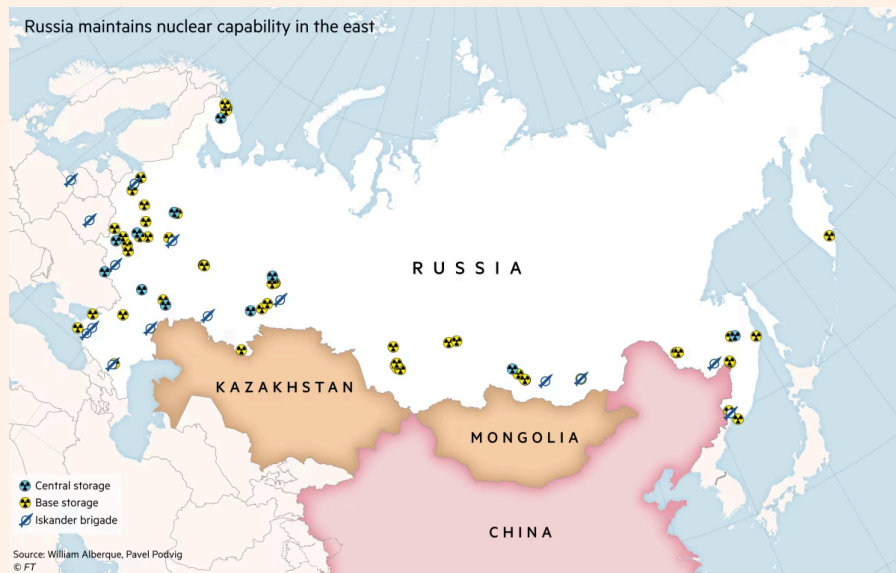 Russia maintains nuclear capability in the east
RUSSIA
KAZAKHSTAN
MONGOLIA
CHINA
Central storage
Base storage
Iskander brigade
Source: William Alberque, Pavel Podvig
© FT